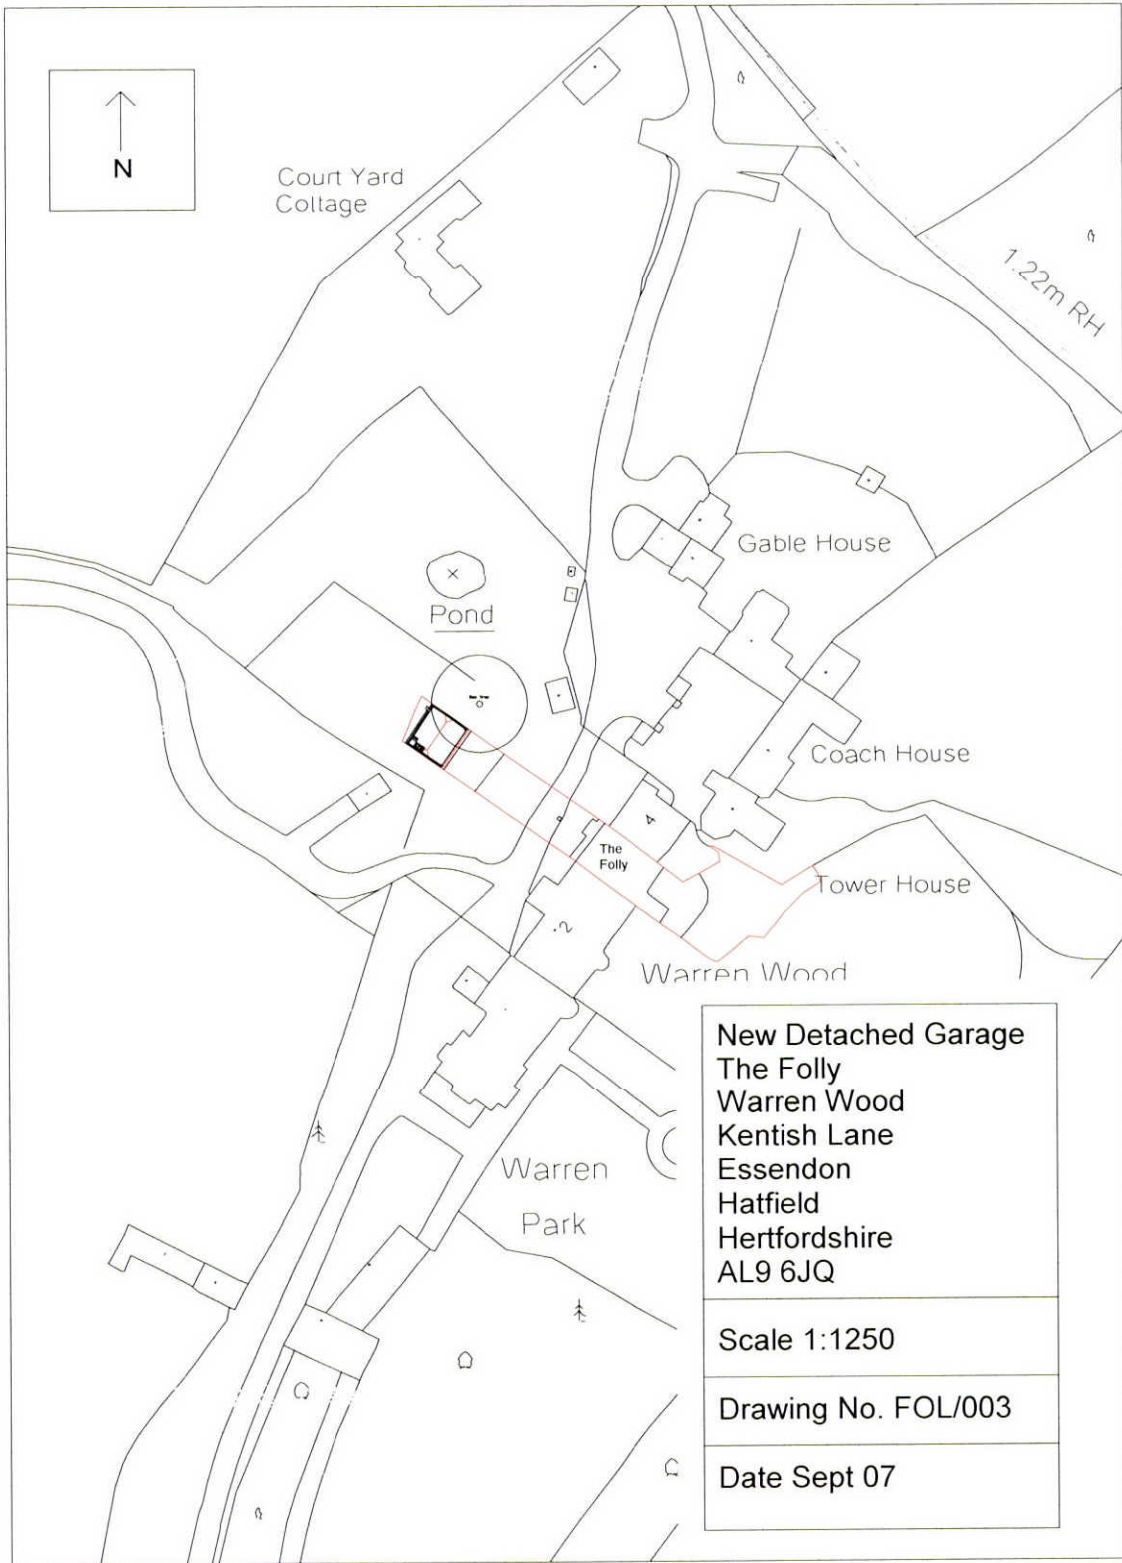 N
Court Yard
Cottage
1.22m RH
Gable House
Pond
Coach House
4
The
Folly
Tower House
.2
Warren Wood
Warren
Park
New Detached Garage
The Folly
Warren Wood
Kentish Lane
Essendon
Hatfield
Hertfordshire
AL9 6JQ
Scale 1:1250
Drawing No. FOL/003
Date Sept 07